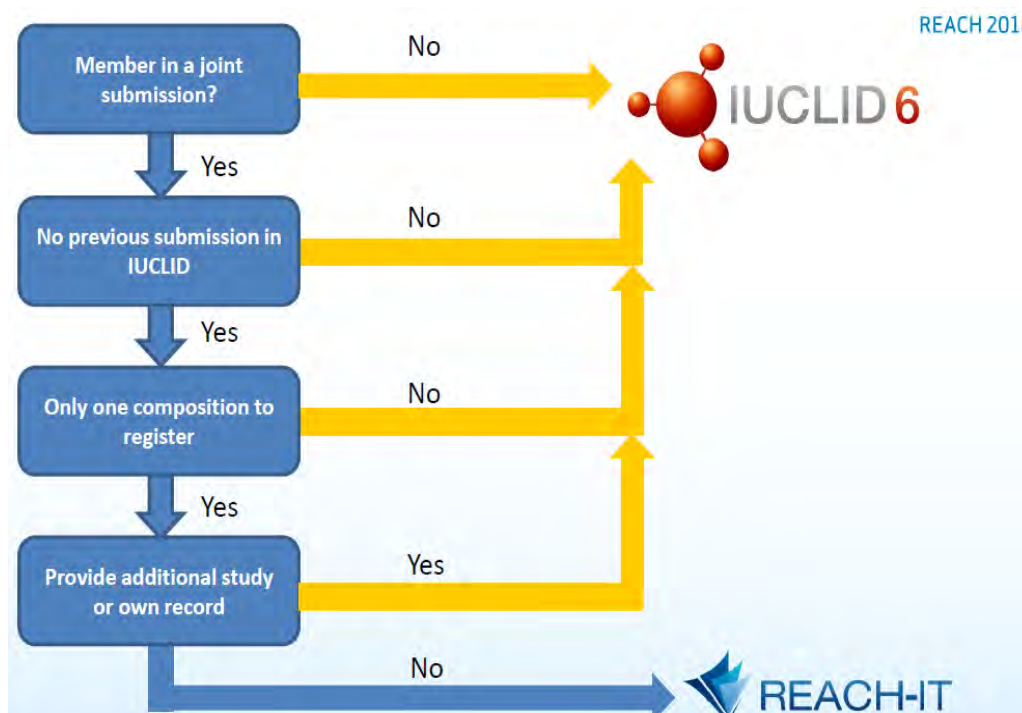 REACH 201
Member in a joint
submission?
No
IUCLID 6
Yes
No previous submission in
IUCLID
No
Yes
Only one composition to
register
No
Yes
Provide additional study
or own record
Yes
No
REACH-IT